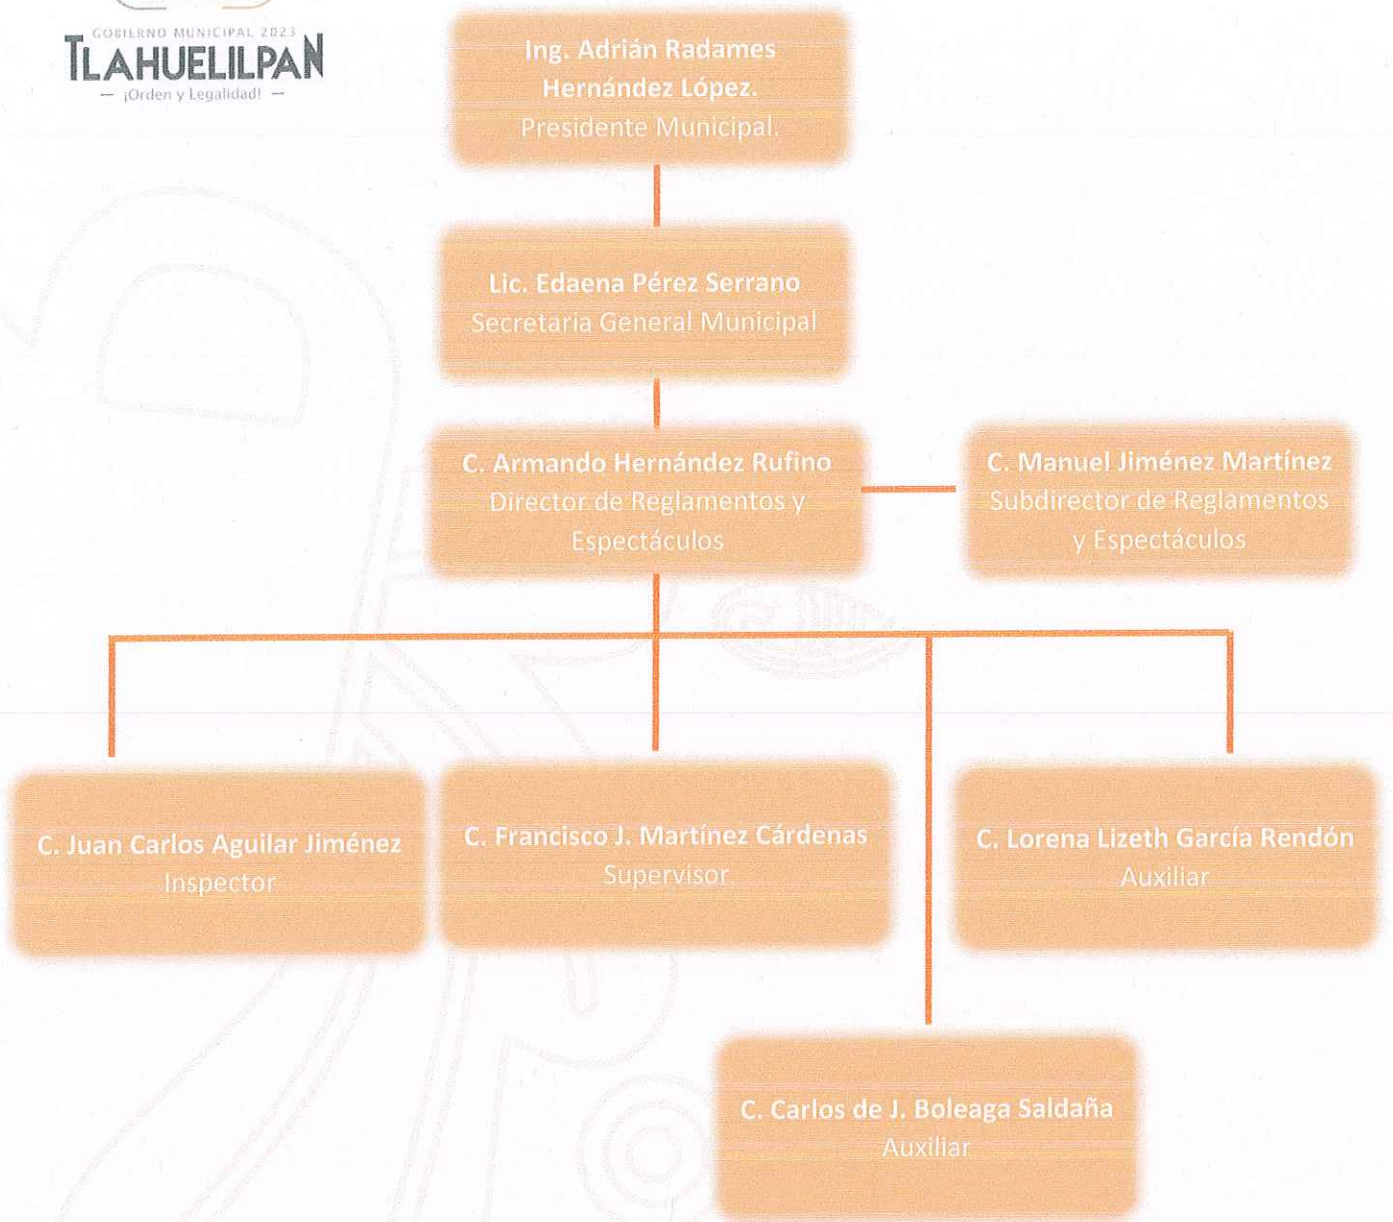 GOBIERNO MUNICIPAL 2023
TLAHUELILPAN
— ¡Orden y Legalidad! —
Ing. Adrián Radames
Hernández López.
Presidente Municipal.
Lic. Edaena Pérez Serrano
Secretaria General Municipal
C. Armando Hernández Rufino
Director de Reglamentos y
Espectáculos
C. Manuel Jiménez Martínez
Subdirector de Reglamentos
y Espectáculos
C. Juan Carlos Aguilar Jiménez
Inspector
C. Francisco J. Martínez Cárdenas
Supervisor
C. Lorena Lizeth García Rendón
Auxiliar
C. Carlos de J. Boleaga Saldaña
Auxiliar